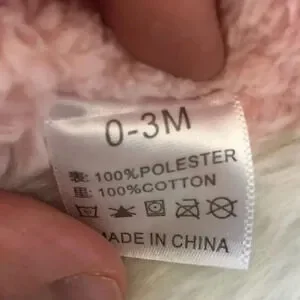 0-3M
表: 100%POLESTER
里: 100%COTTON
MADE IN CHINA